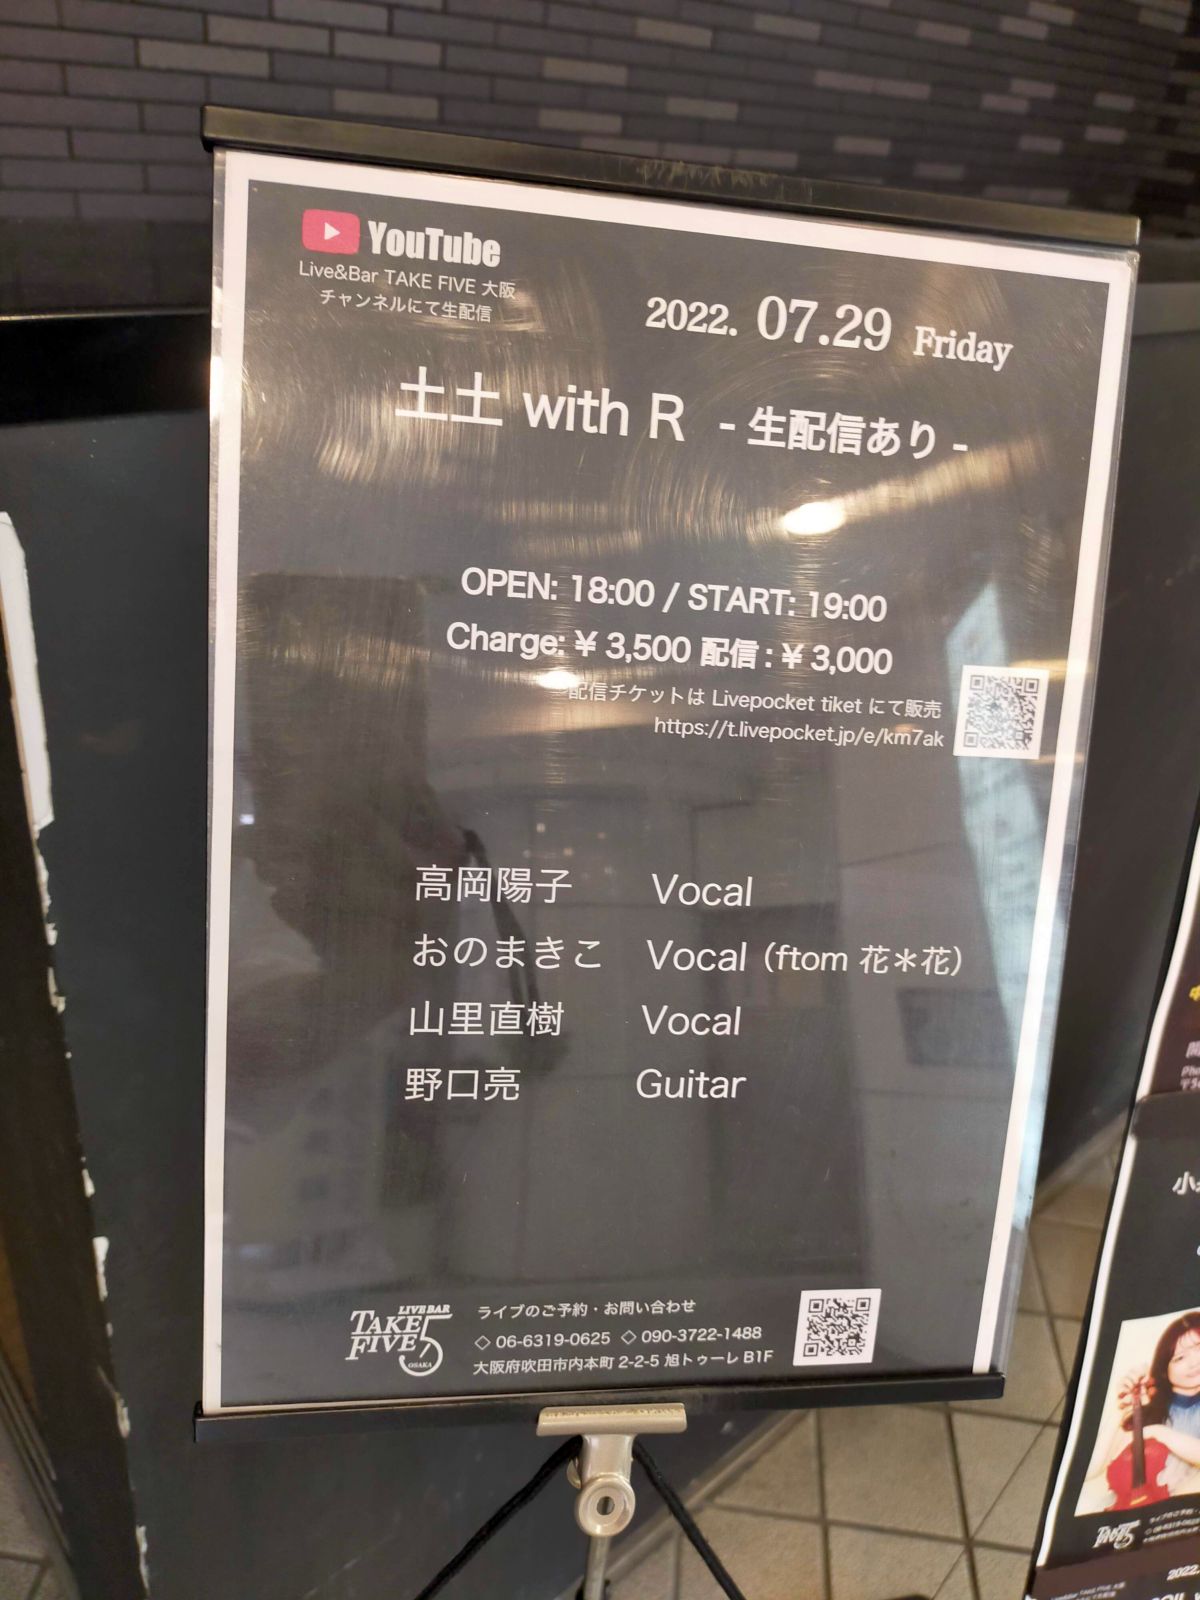 YouTube
Live&Bar TAKE FIVE 大阪
チャンネルにて生配信
2022. 07.29 Friday
土土 with R - 生配信あり -
OPEN: 18:00 / START: 19:00
Charge: ¥ 3,500 配信 : ¥ 3,000
配信チケットは Livepocket tiket にて販売
https://t.livepocket.jp/e/km7ak
高岡陽子 Vocal
おのまきこ Vocal（ftom 花＊花）
山里直樹 Vocal
野口亮 Guitar
LIVE BAR
TAKE FIVE 5
OSAKA
ライブのご予約・お問い合わせ
◇ 06-6319-0625 ◇ 090-3722-1488
大阪府吹田市内本町 2-2-5 旭トゥーレ B1F
小
TAKE FIVE 5
2022.